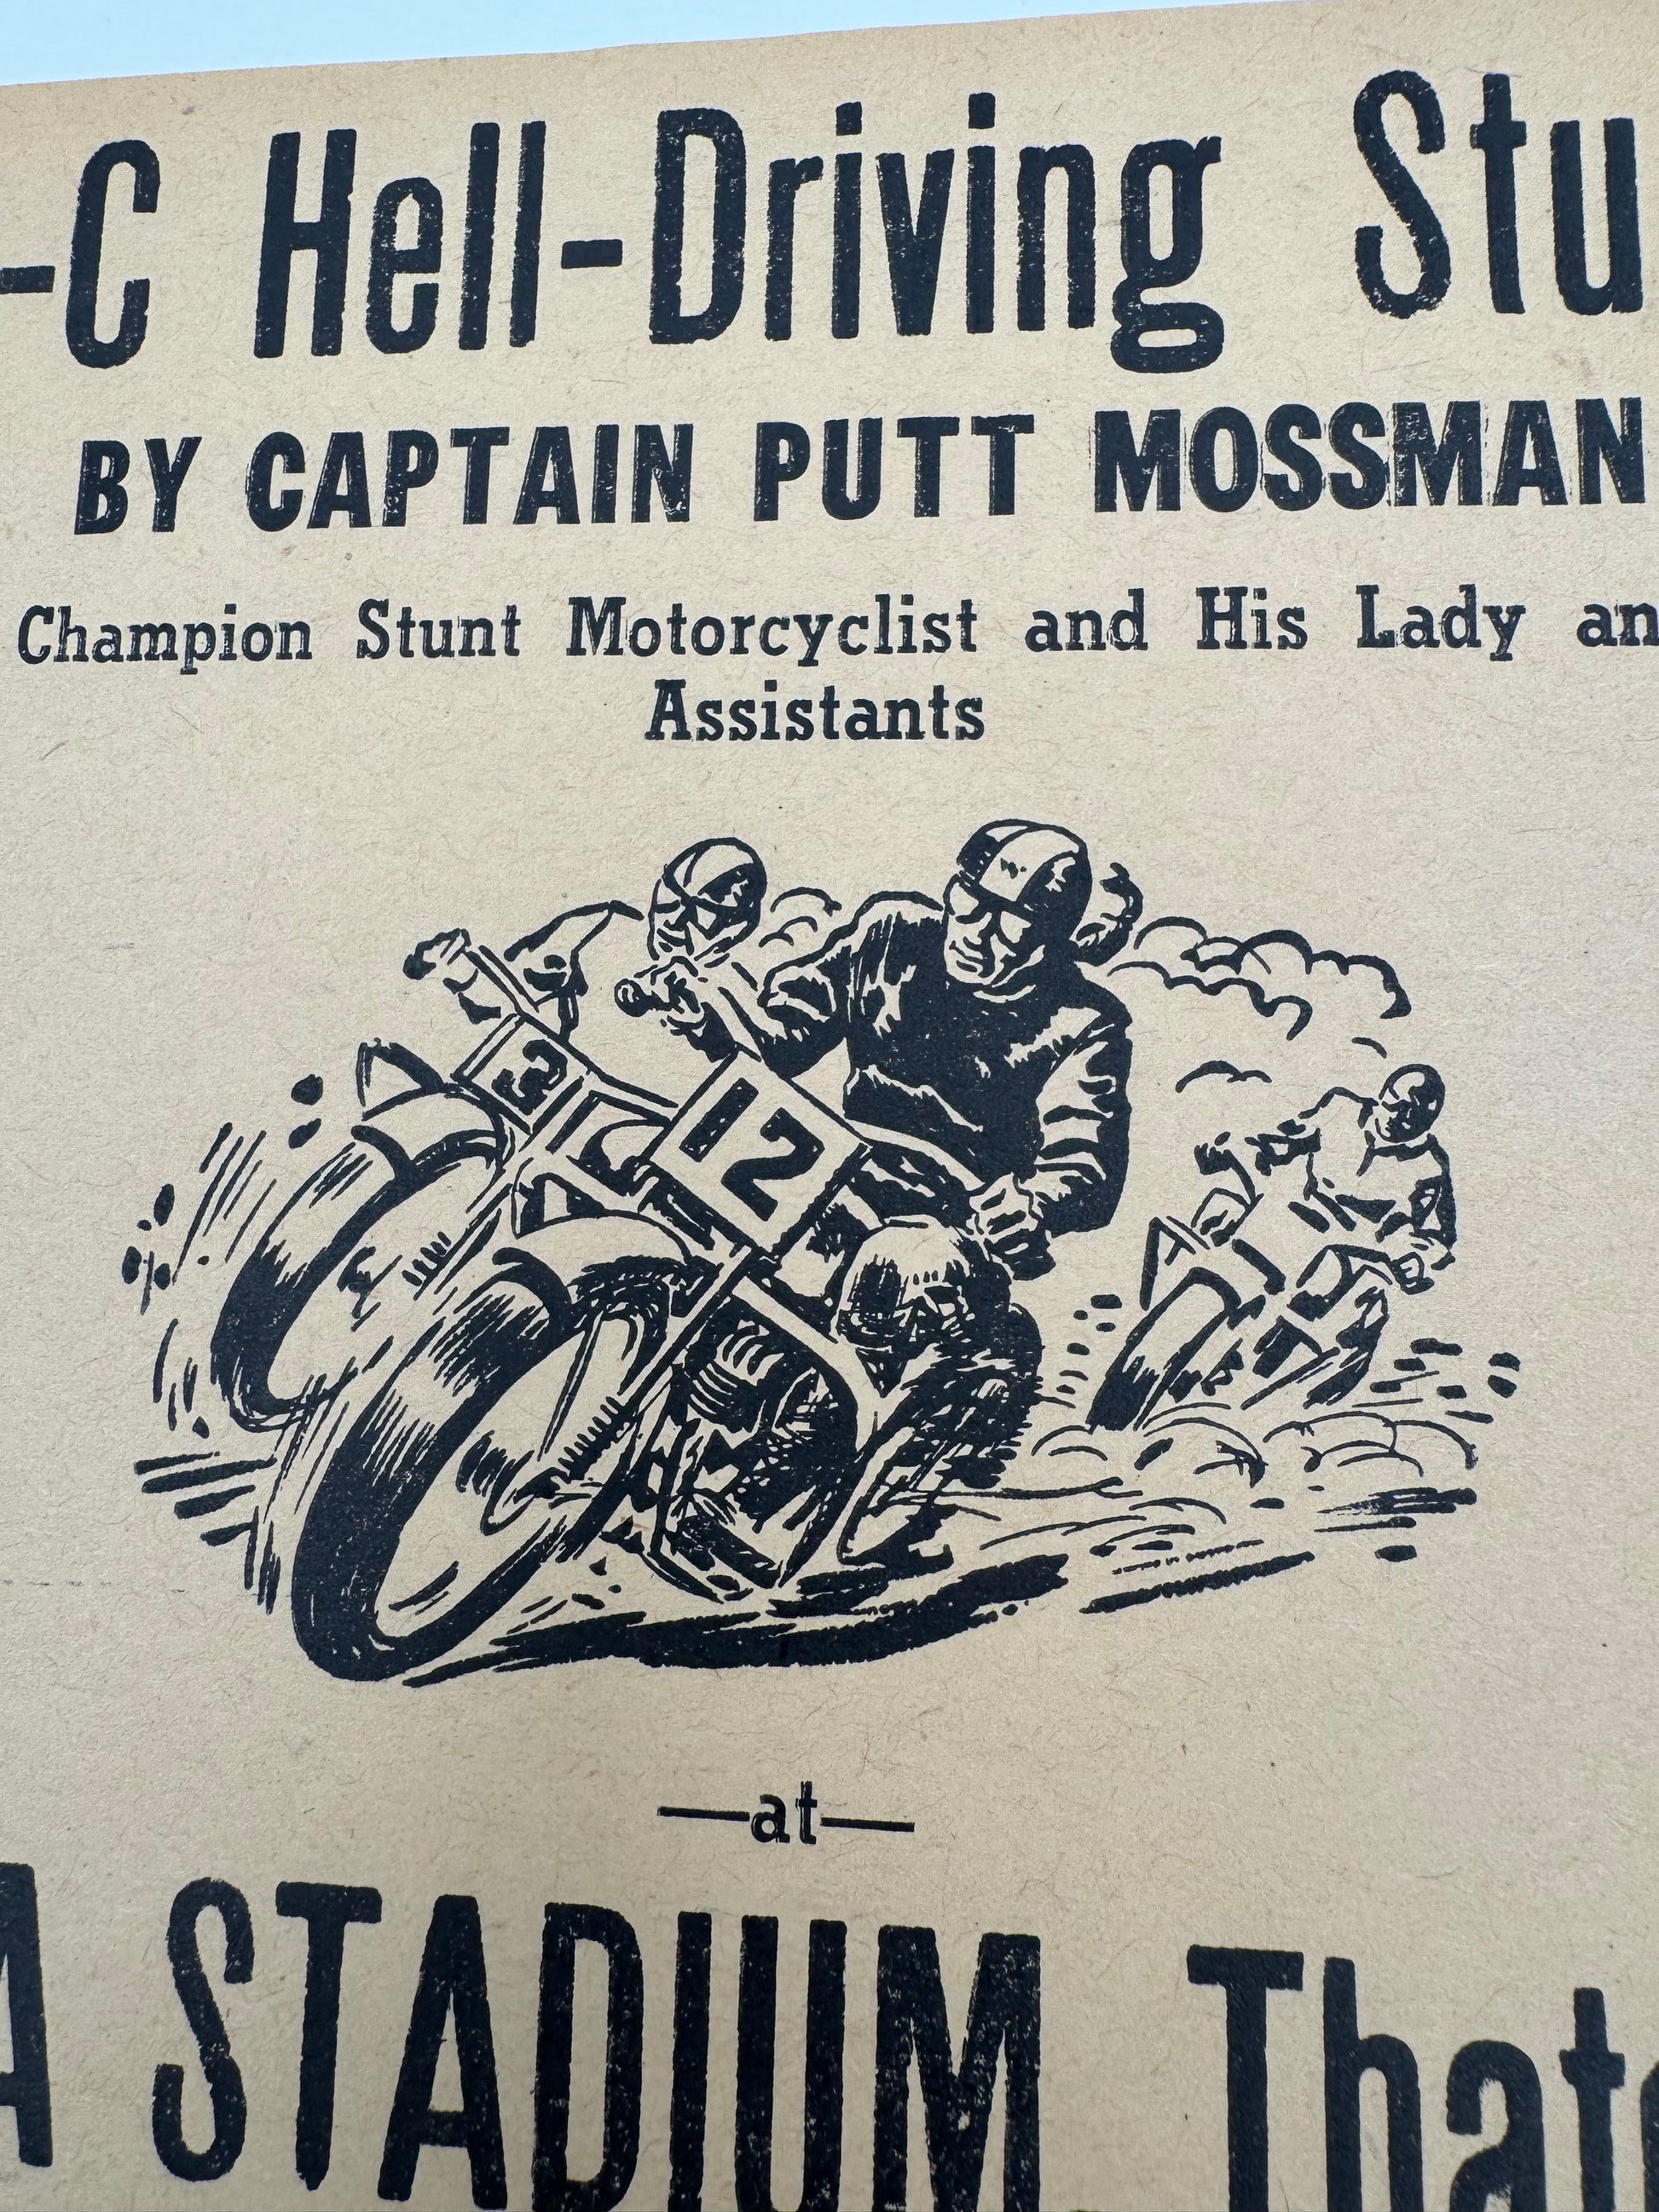 -C Hell-Driving Stu
BY CAPTAIN PUTT MOSSMAN
Champion Stunt Motorcyclist and His Lady an
Assistants
3
12
—at—
A STADIUM That